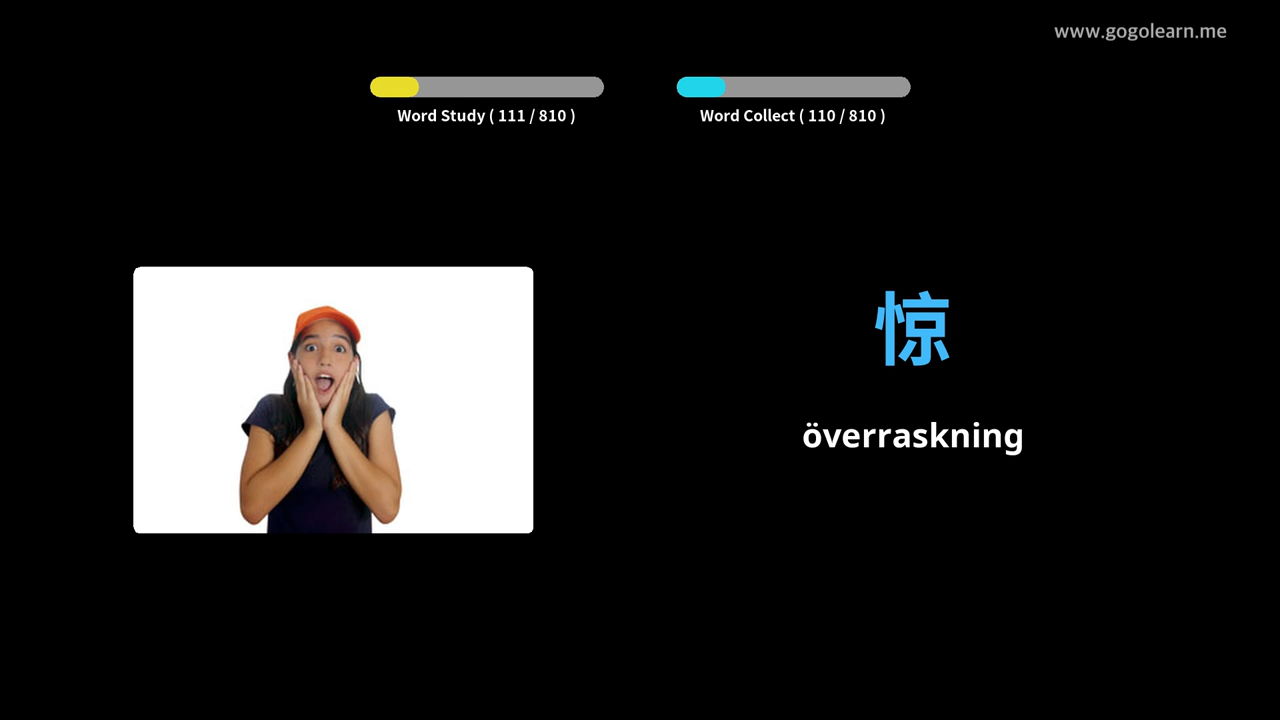 www.gogolearn.me
Word Study ( 111 / 810 )
Word Collect ( 110 / 810 )
惊
överraskning